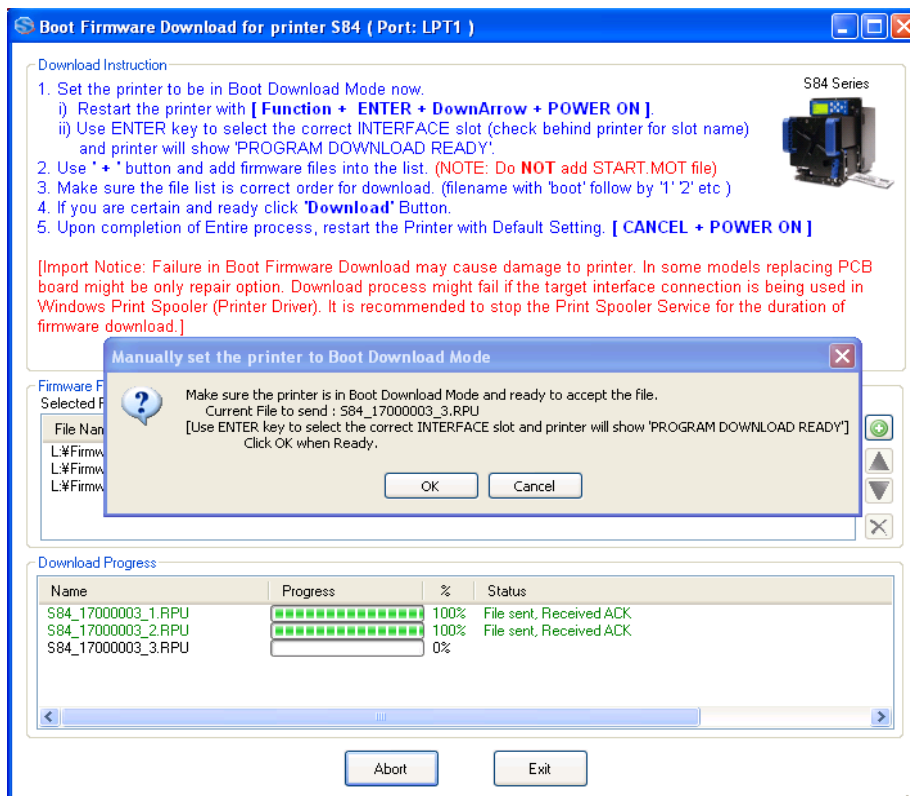 Boot Firmware Download for printer S84 ( Port: LPT1 )
Download Instruction
S84 Series
1. Set the printer to be in Boot Download Mode now.
i) Restart the printer with [ Function + ENTER + DownArrow + POWER ON ].
ii) Use ENTER key to select the correct INTERFACE slot (check behind printer for slot name)
and printer will show 'PROGRAM DOWNLOAD READY'.
2. Use ' + ' button and add firmware files into the list. (NOTE: Do NOT add START.MOT file)
3. Make sure the file list is correct order for download. (filename with 'boot' follow by '1' '2' etc )
4. If you are certain and ready click 'Download' Button.
5. Upon completion of Entire process, restart the Printer with Default Setting. [ CANCEL + POWER ON ]
[Import Notice: Failure in Boot Firmware Download may cause damage to printer. In some models replacing PCB
board might be only repair option. Download process might fail if the target interface connection is being used in
Windows Print Spooler (Printer Driver). It is recommended to stop the Print Spooler Service for the duration of
firmware download.]
Manually set the printer to Boot Download Mode
Make sure the printer is in Boot Download Mode and ready to accept the file.
Current File to send : S84_17000003_3.RPU
[Use ENTER key to select the correct INTERFACE slot and printer will show 'PROGRAM DOWNLOAD READY']
Click OK when Ready.
OK Cancel
Firmware F
Selected F
File Nam
L:¥Firmw
L:¥Firmw
L:¥Firmw
Download Progress
Name Progress % Status
S84_17000003_1.RPU 100% File sent, Received ACK
S84_17000003_2.RPU 100% File sent, Received ACK
S84_17000003_3.RPU 0%
Abort Exit